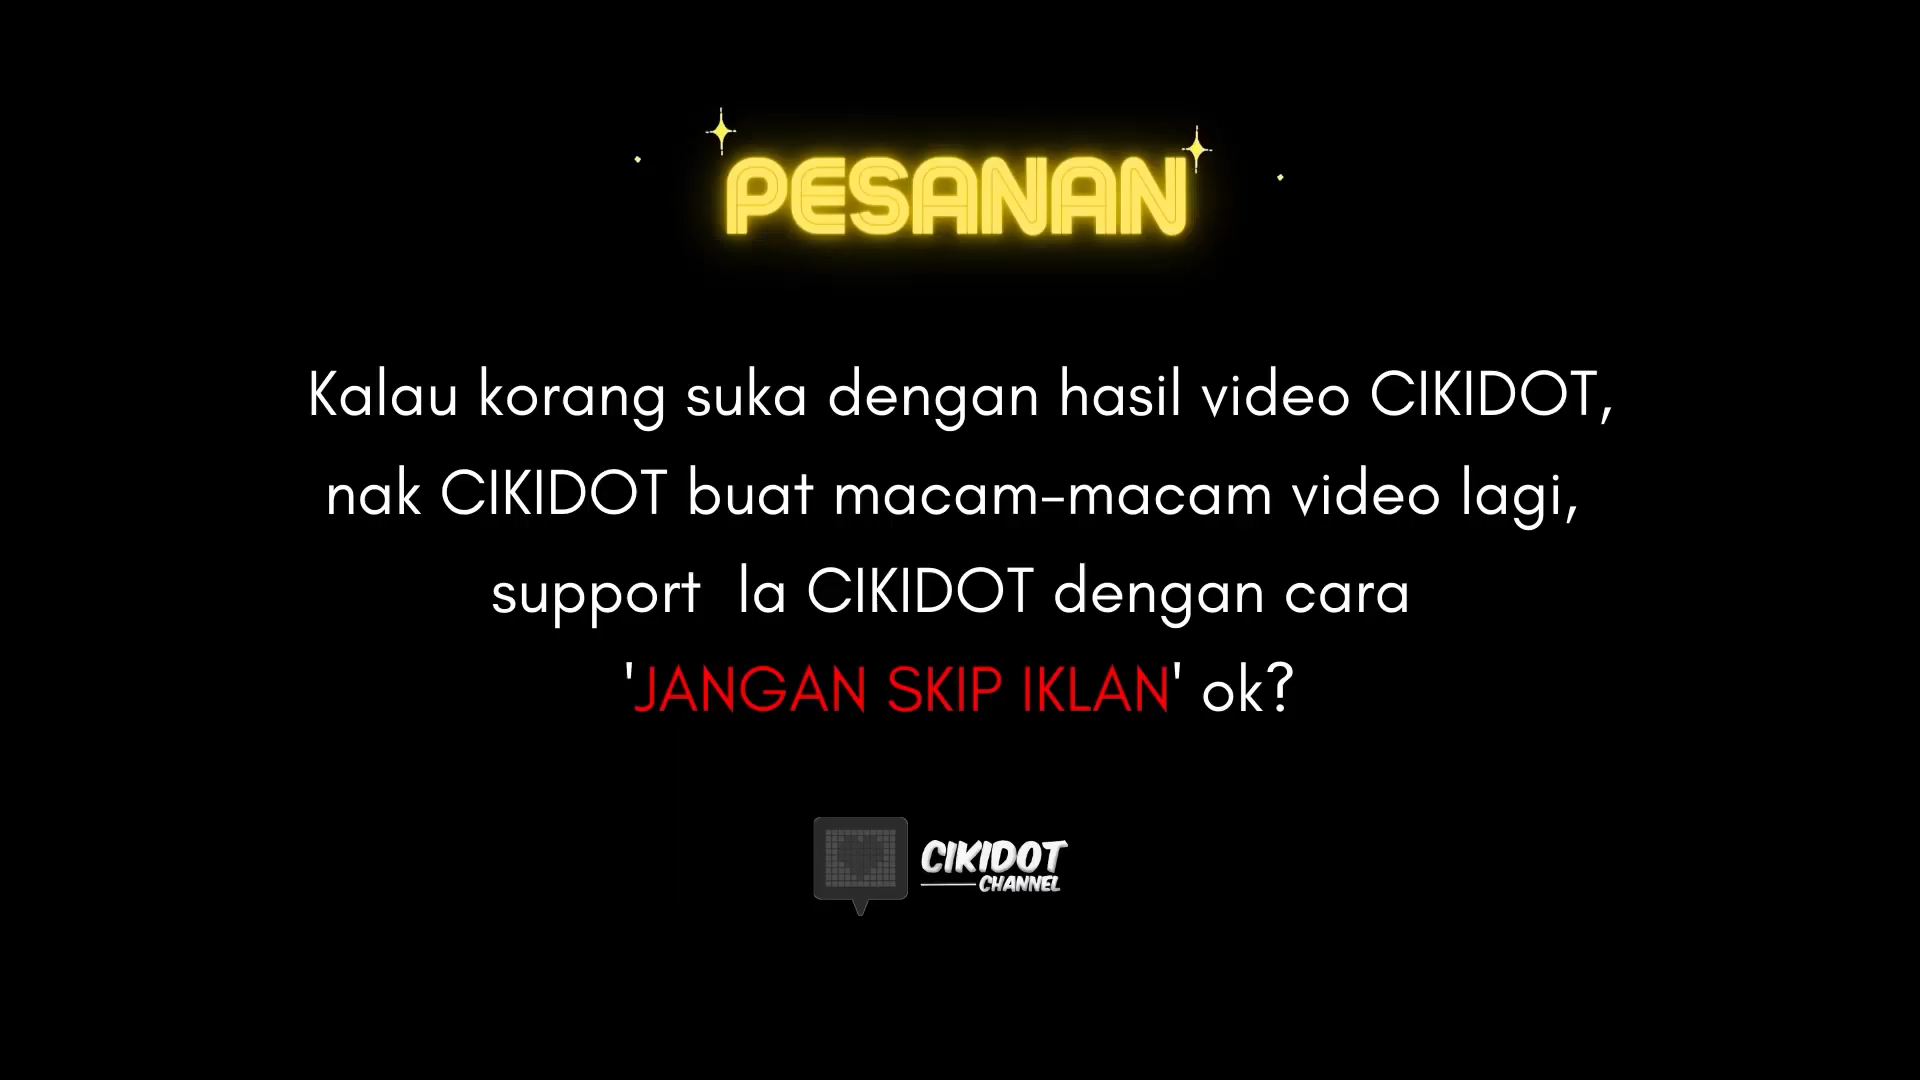 PESANAN
Kalau korang suka dengan hasil video CIKIDOT,
nak CIKIDOT buat macam-macam video lagi,
support la CIKIDOT dengan cara
'JANGAN SKIP IKLAN' ok?
CIKIDOT
CHANNEL